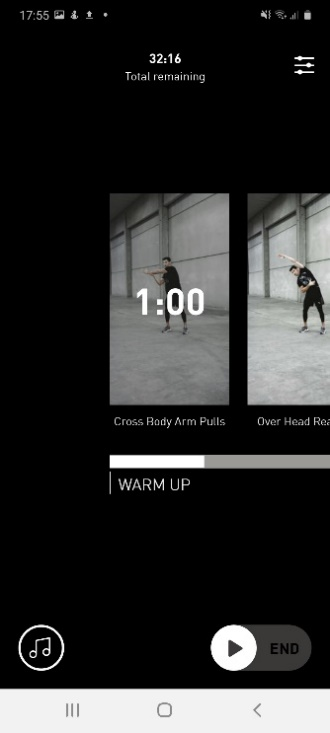 17:55
32:16
Total remaining
1:00
Cross Body Arm Pulls
Over Head Rea
WARM UP
END